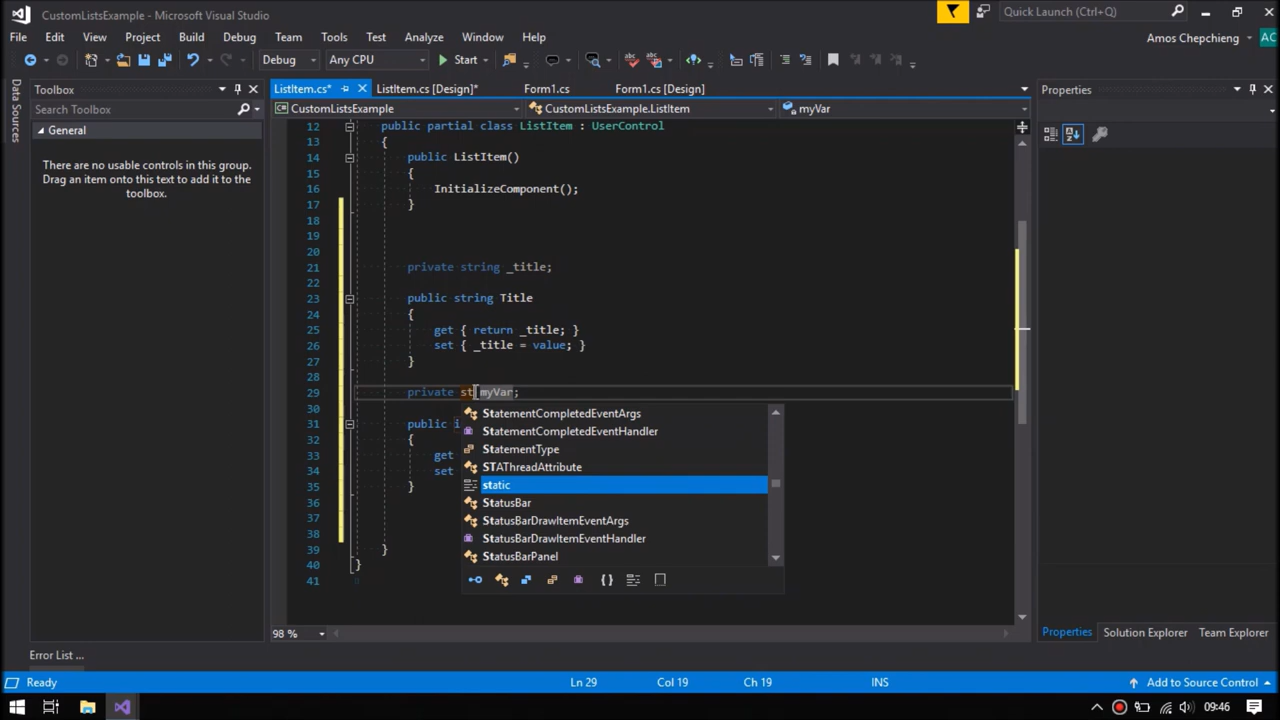 CustomListsExample - Microsoft Visual Studio
Quick Launch (Ctrl+Q)
File Edit View Project Build Debug Team Tools Test Analyze Window Help
Amos Chepchieng AC
Debug Any CPU Start
Data Sources
Toolbox
Search Toolbox
General
There are no usable controls in this group.
Drag an item onto this text to add it to the
toolbox.
ListItem.cs* ListItem.cs [Design]* Form1.cs Form1.cs [Design]
CustomListsExample CustomListsExample.ListItem myVar
12 public partial class ListItem : UserControl
13 {
14 public ListItem()
15 {
16 InitializeComponent();
17 }
18
19
20
21 private string _title;
22
23 public string Title
24 {
25 get { return _title; }
26 set { _title = value; }
27 }
28
29 private st myVar;
30
31 public i
32 {
33 get
34 set
35 }
36
37
38
39 }
40 }
41
StatementCompletedEventArgs
StatementCompletedEventHandler
StatementType
STAThreadAttribute
static
StatusBar
StatusBarDrawItemEventArgs
StatusBarDrawItemEventHandler
StatusBarPanel
98 %
Properties
Properties Solution Explorer Team Explorer
Error List ...
Ready Ln 29 Col 19 Ch 19 INS Add to Source Control
09:46